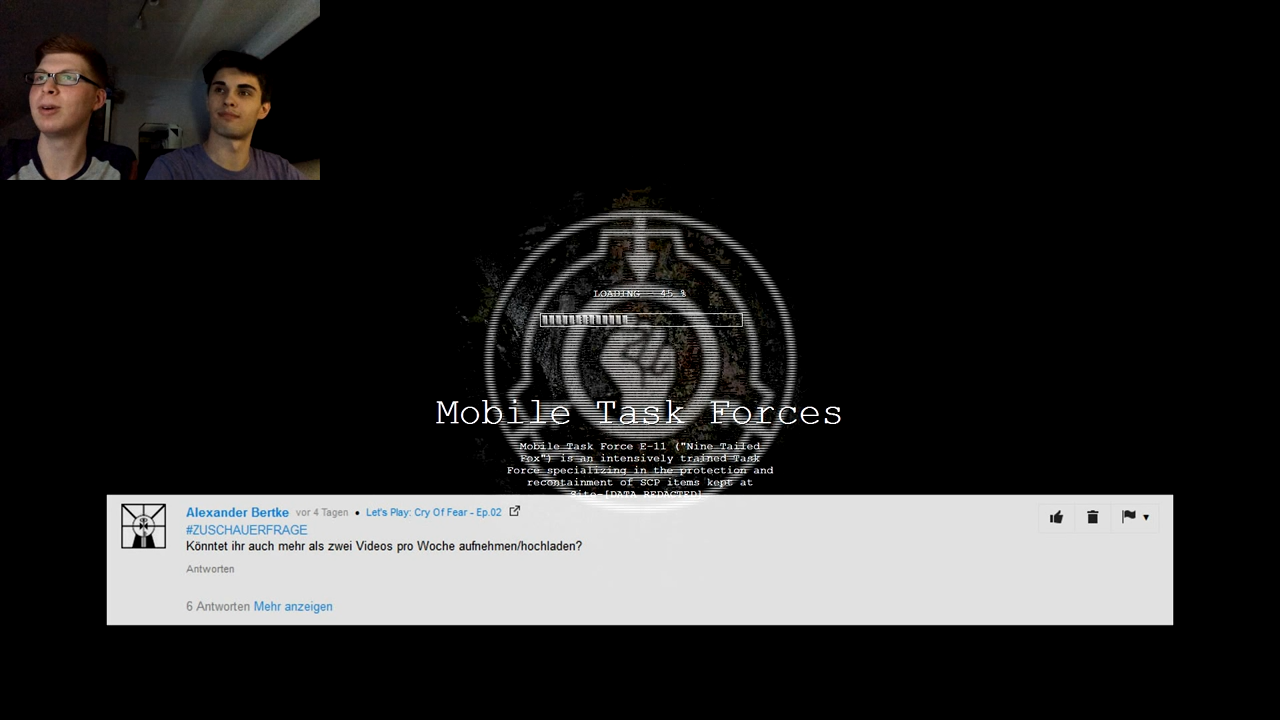 LOADING - 45 %
Mobile Task Forces
Mobile Task Force E-11 ("Nine Tailed
Fox") is an intensively trained Task
Force specializing in the protection and
recontainment of SCP items kept at
Site-[DATA REDACTED]
Alexander Bertke vor 4 Tagen • Let's Play: Cry Of Fear - Ep.02
#ZUSCHAUERFRAGE
Könntet ihr auch mehr als zwei Videos pro Woche aufnehmen/hochladen?
Antworten
6 Antworten Mehr anzeigen